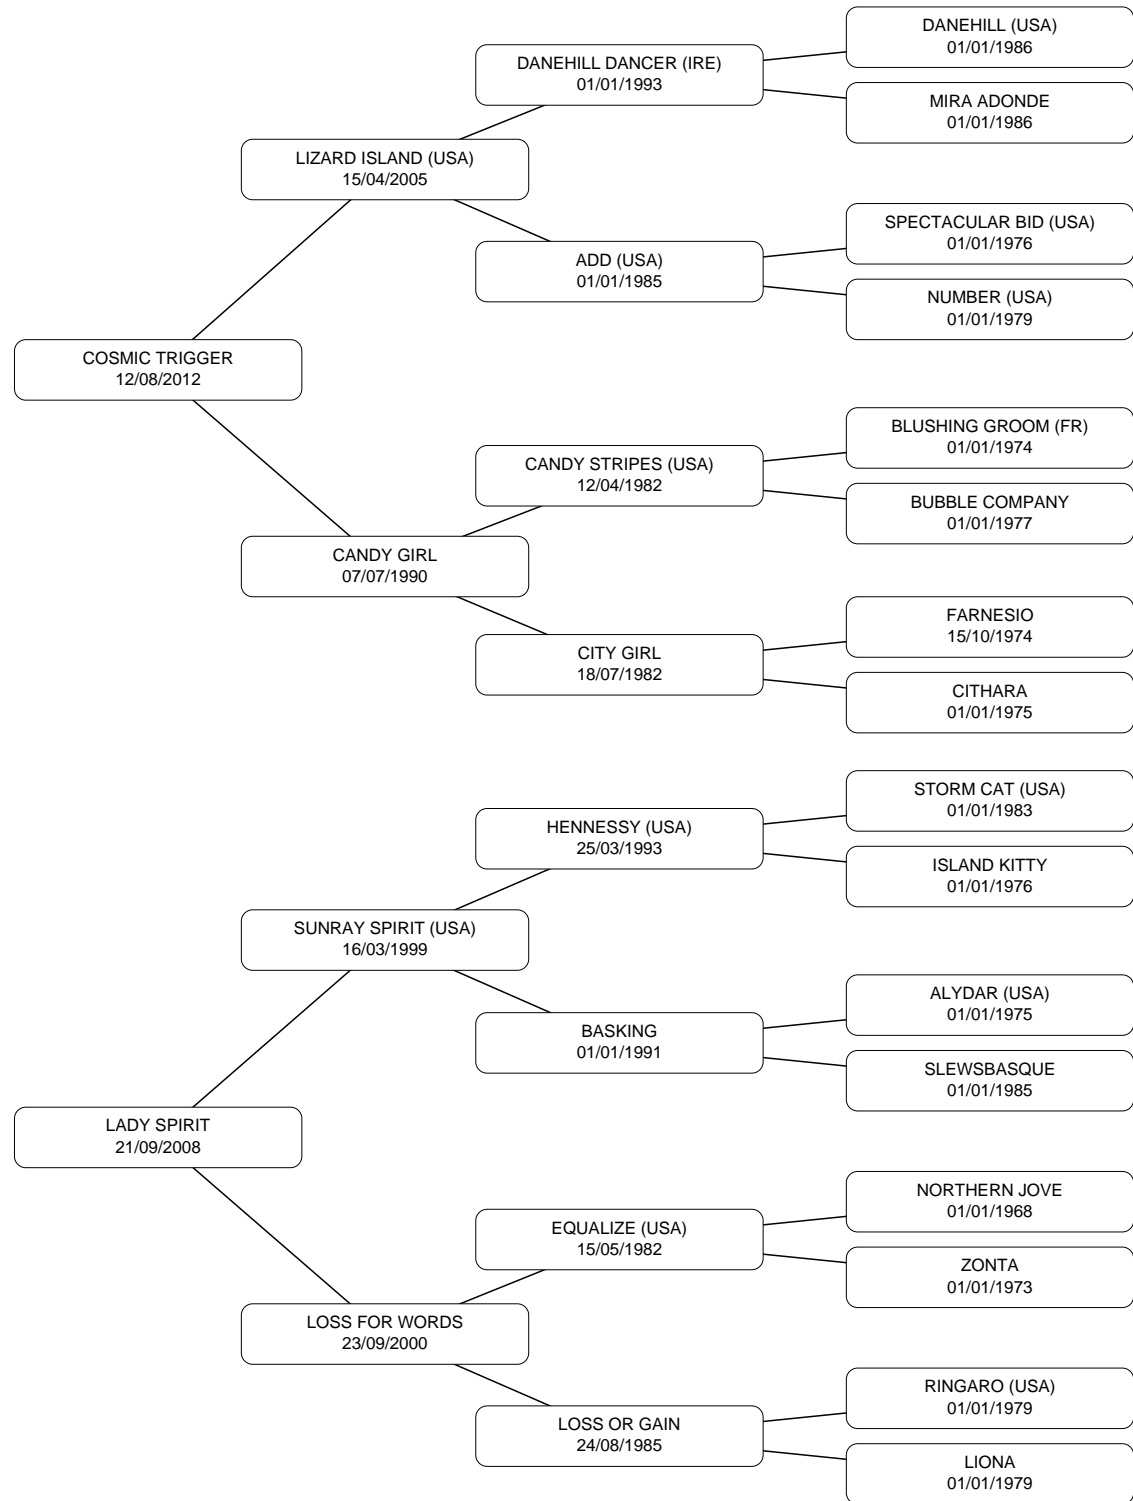 DANEHILL (USA)
01/01/1986
DANEHILL DANCER (IRE)
01/01/1993
MIRA ADONDE
01/01/1986
LIZARD ISLAND (USA)
15/04/2005
SPECTACULAR BID (USA)
01/01/1976
ADD (USA)
01/01/1985
NUMBER (USA)
01/01/1979
COSMIC TRIGGER
12/08/2012
BLUSHING GROOM (FR)
01/01/1974
CANDY STRIPES (USA)
12/04/1982
BUBBLE COMPANY
01/01/1977
CANDY GIRL
07/07/1990
FARNESIO
15/10/1974
CITY GIRL
18/07/1982
CITHARA
01/01/1975
STORM CAT (USA)
01/01/1983
HENNESSY (USA)
25/03/1993
ISLAND KITTY
01/01/1976
SUNRAY SPIRIT (USA)
16/03/1999
ALYDAR (USA)
01/01/1975
BASKING
01/01/1991
SLEWSBASQUE
01/01/1985
LADY SPIRIT
21/09/2008
NORTHERN JOVE
01/01/1968
EQUALIZE (USA)
15/05/1982
ZONTA
01/01/1973
LOSS FOR WORDS
23/09/2000
RINGARO (USA)
01/01/1979
LOSS OR GAIN
24/08/1985
LIONA
01/01/1979